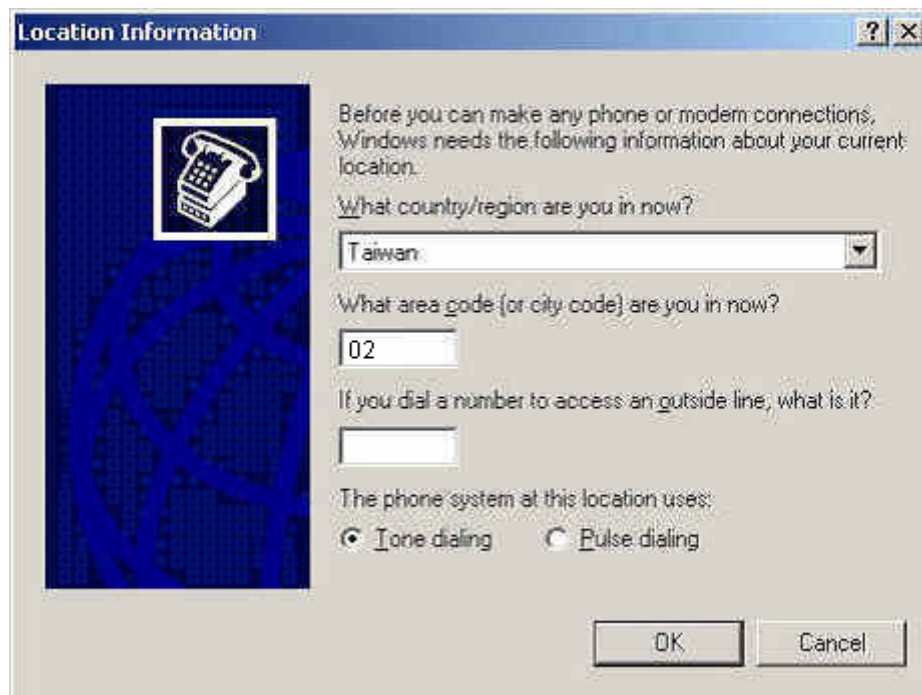 Location Information
Before you can make any phone or modem connections,
Windows needs the following information about your current
location.
What country/region are you in now?
Taiwan
What area code (or city code) are you in now?
02
If you dial a number to access an outside line, what is it?
The phone system at this location uses:
Tone dialing Pulse dialing
OK Cancel